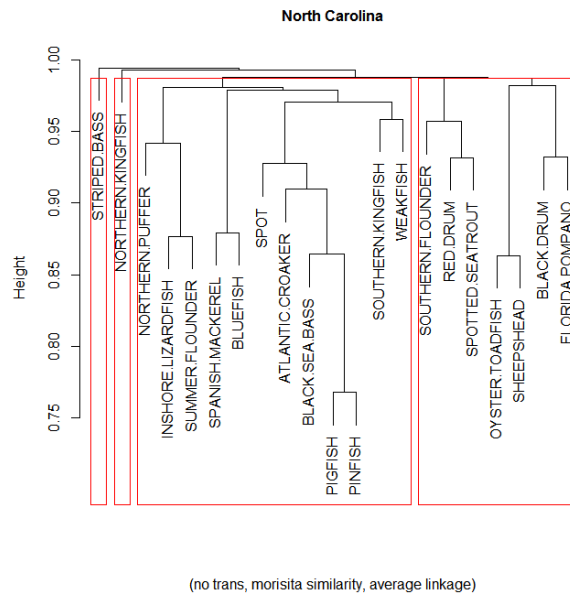 North Carolina
Height
1.00
0.95
0.90
0.85
0.80
0.75
STRIPED.BASS
NORTHERN.KINGFISH
NORTHERN.PUFFER
INSHORE.LIZARDFISH
SUMMER.FLOUNDER
SPANISH.MACKEREL
BLUEFISH
SPOT
ATLANTIC.CROAKER
BLACK.SEA.BASS
PIGFISH
PINFISH
SOUTHERN.KINGFISH
WEAKFISH
SOUTHERN.FLOUNDER
RED.DRUM
SPOTTED.SEATROUT
OYSTER.TOADFISH
SHEEPSHEAD
BLACK.DRUM
FLORIDA.POMPANO
(no trans, morisita similarity, average linkage)